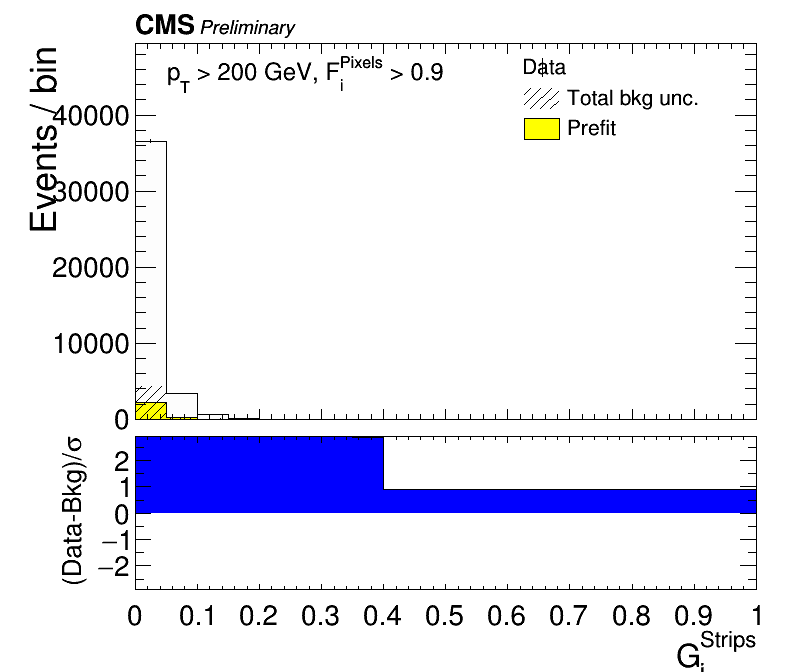 CMS Preliminary
p_T > 200 GeV, F_i^Pixels > 0.9
Data
Total bkg unc.
Prefit
Events / bin
40000
30000
20000
10000
0
(Data-Bkg)/σ
2
1
0
−1
−2
0 0.1 0.2 0.3 0.4 0.5 0.6 0.7 0.8 0.9 1
G_i^Strips